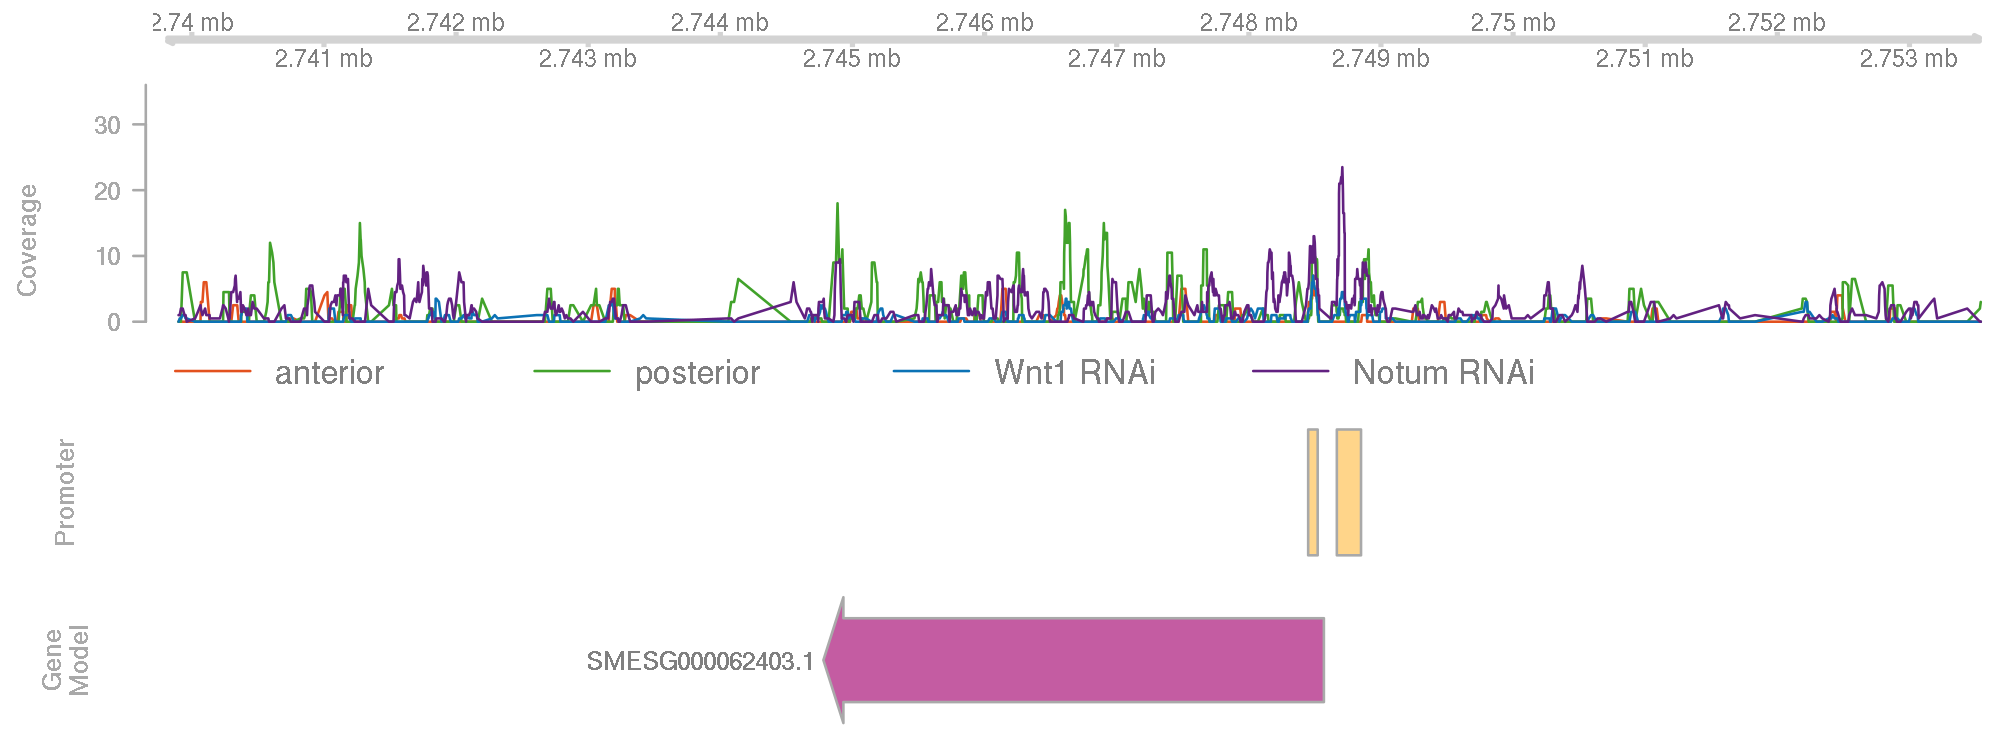 2.74 mb 2.742 mb 2.744 mb 2.746 mb 2.748 mb 2.75 mb 2.752 mb
2.741 mb 2.743 mb 2.745 mb 2.747 mb 2.749 mb 2.751 mb 2.753 mb
Coverage
30
20
10
0
anterior posterior Wnt1 RNAi Notum RNAi
Promoter
0
Gene
Model
SMESG000062403.1